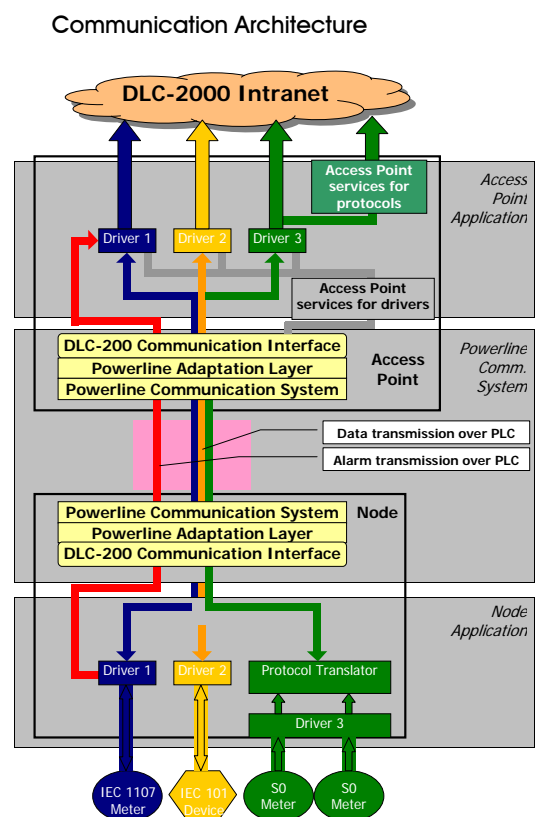 Communication Architecture
DLC-2000 Intranet
Access Point
services for
protocols
Access
Point
Application
Driver 1
Driver 2
Driver 3
Access Point
services for drivers
DLC-200 Communication Interface
Powerline Adaptation Layer
Powerline Communication System
Access
Point
Powerline
Comm.
System
Data transmission over PLC
Alarm transmission over PLC
Powerline Communication System
Powerline Adaptation Layer
DLC-200 Communication Interface
Node
Node
Application
Driver 1
Driver 2
Protocol Translator
Driver 3
IEC 1107
Meter
IEC 101
Device
S0
Meter
S0
Meter